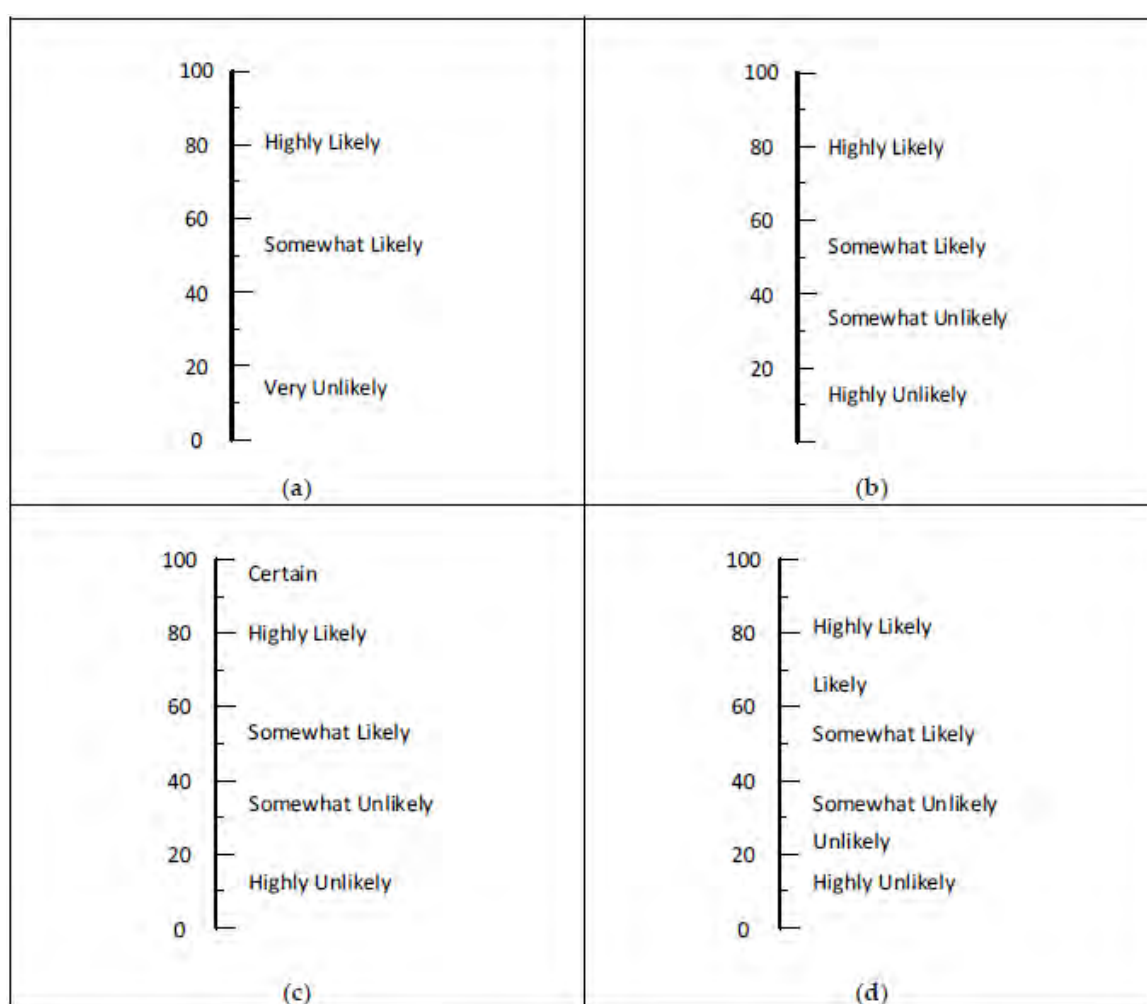 100
80 Highly Likely
60
Somewhat Likely
40
20
Very Unlikely
0
(a)
100
80 Highly Likely
60
Somewhat Likely
40
Somewhat Unlikely
20
Highly Unlikely
(b)
100
Certain
80 Highly Likely
60
Somewhat Likely
40
Somewhat Unlikely
20
Highly Unlikely
0
(c)
100
80 Highly Likely
Likely
60
Somewhat Likely
40
Somewhat Unlikely
Unlikely
20
Highly Unlikely
0
(d)